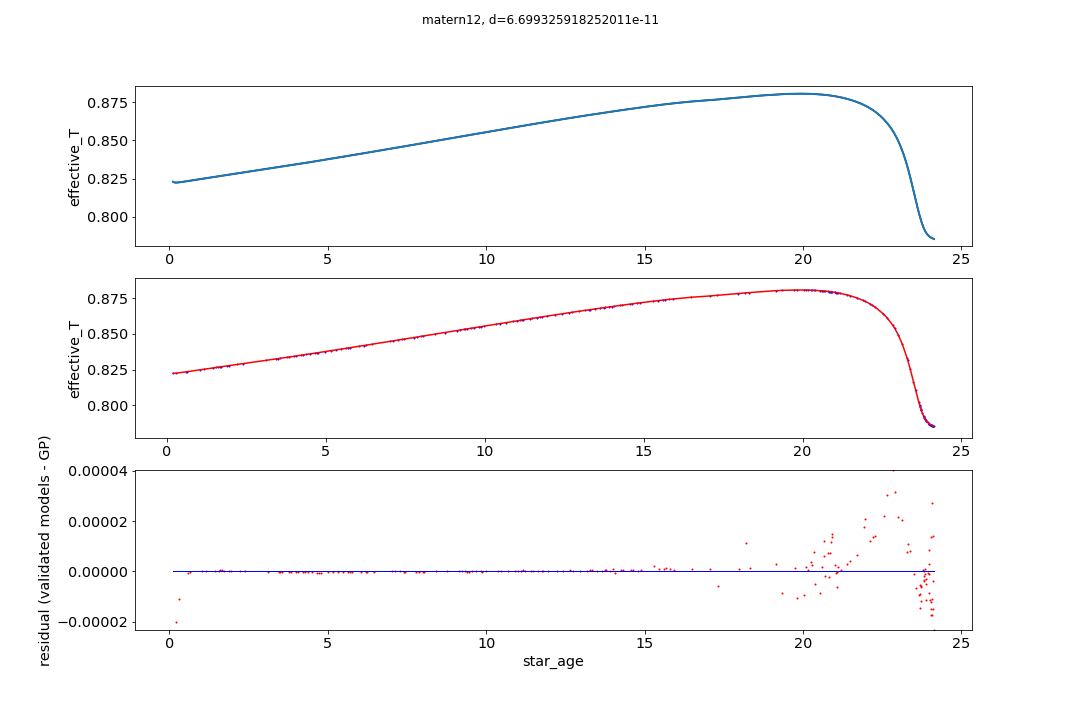 matern12, d=6.699325918252011e-11
0.875
0.850
0.825
0.800
effective_T
0 5 10 15 20 25
0.875
0.850
0.825
0.800
effective_T
0 5 10 15 20 25
0.00004
0.00002
0.00000
−0.00002
residual (validated models - GP)
0 5 10 15 20 25
star_age